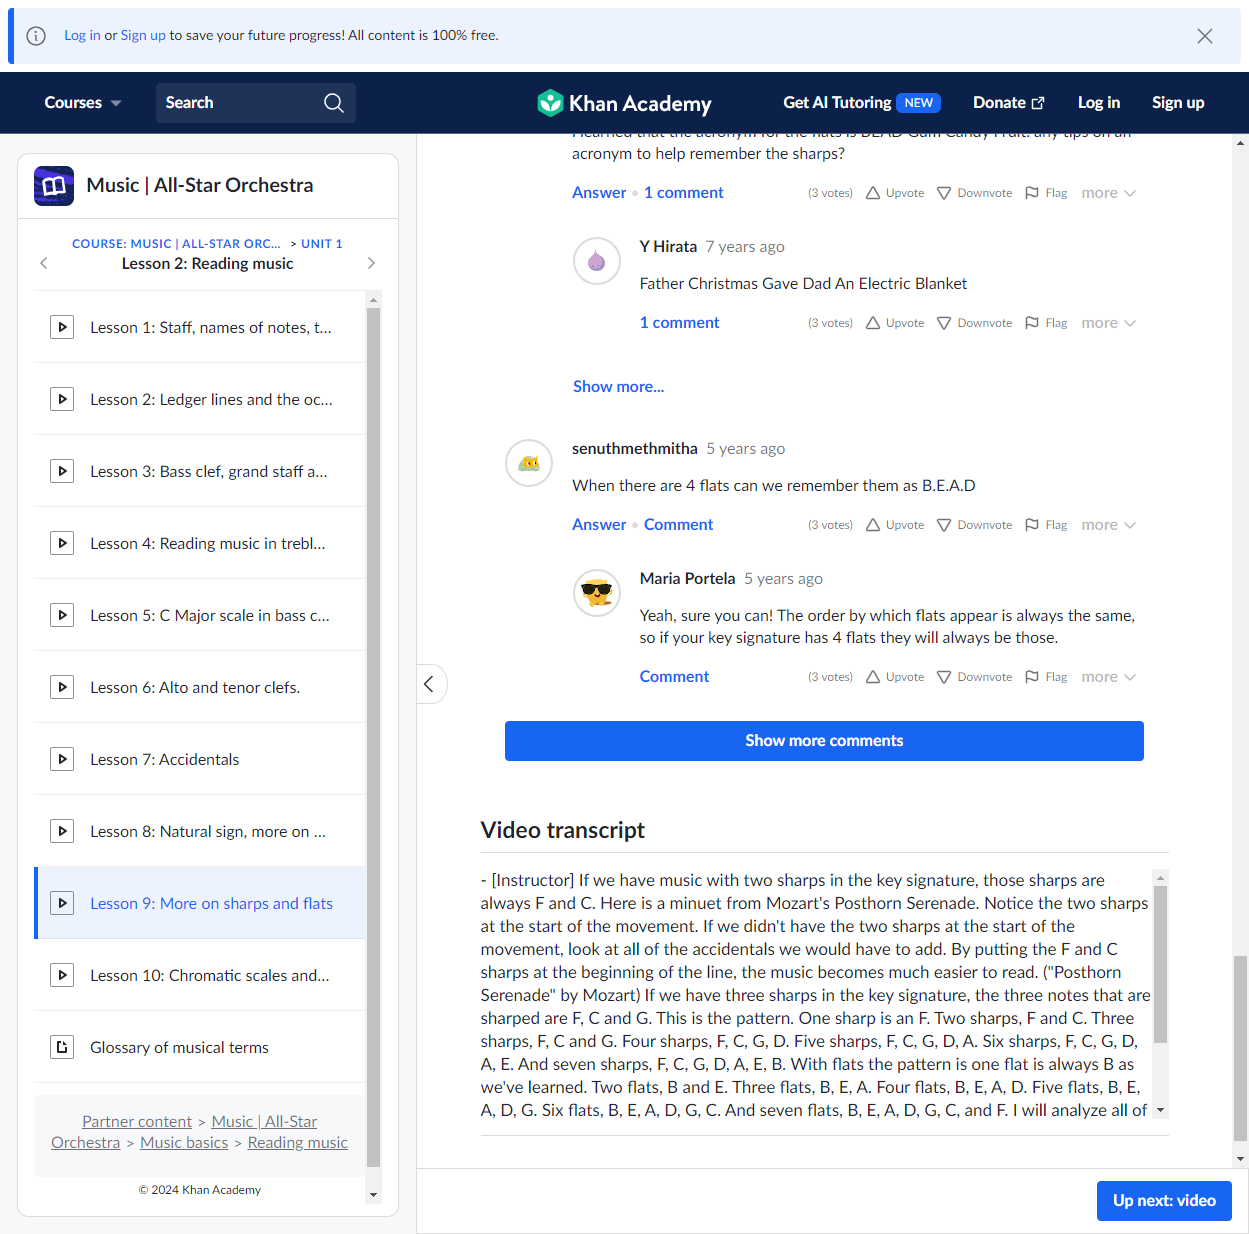 Log in or Sign up to save your future progress! All content is 100% free.
Courses
Search
Khan Academy
Get AI Tutoring NEW
Donate
Log in
Sign up
Music | All-Star Orchestra
COURSE: MUSIC | ALL-STAR ORC... > UNIT 1
Lesson 2: Reading music
Lesson 1: Staff, names of notes, t...
Lesson 2: Ledger lines and the oc...
Lesson 3: Bass clef, grand staff a...
Lesson 4: Reading music in trebl...
Lesson 5: C Major scale in bass c...
Lesson 6: Alto and tenor clefs.
Lesson 7: Accidentals
Lesson 8: Natural sign, more on ...
Lesson 9: More on sharps and flats
Lesson 10: Chromatic scales and...
Glossary of musical terms
Partner content > Music | All-Star
Orchestra > Music basics > Reading music
© 2024 Khan Academy
I learned that the acronym for the flats is BEAD Gum Candy Fruit. any tips on an
acronym to help remember the sharps?
Answer • 1 comment (3 votes) Upvote Downvote Flag more
Y Hirata 7 years ago
Father Christmas Gave Dad An Electric Blanket
1 comment (3 votes) Upvote Downvote Flag more
Show more...
senuthmethmitha 5 years ago
When there are 4 flats can we remember them as B.E.A.D
Answer • Comment (3 votes) Upvote Downvote Flag more
Maria Portela 5 years ago
Yeah, sure you can! The order by which flats appear is always the same,
so if your key signature has 4 flats they will always be those.
Comment (3 votes) Upvote Downvote Flag more
Show more comments
Video transcript
- [Instructor] If we have music with two sharps in the key signature, those sharps are
always F and C. Here is a minuet from Mozart's Posthorn Serenade. Notice the two sharps
at the start of the movement. If we didn't have the two sharps at the start of the
movement, look at all of the accidentals we would have to add. By putting the F and C
sharps at the beginning of the line, the music becomes much easier to read. ("Posthorn
Serenade" by Mozart) If we have three sharps in the key signature, the three notes that are
sharped are F, C and G. This is the pattern. One sharp is an F. Two sharps, F and C. Three
sharps, F, C and G. Four sharps, F, C, G, D. Five sharps, F, C, G, D, A. Six sharps, F, C, G, D,
A, E. And seven sharps, F, C, G, D, A, E, B. With flats the pattern is one flat is always B as
we've learned. Two flats, B and E. Three flats, B, E, A. Four flats, B, E, A, D. Five flats, B, E,
A, D, G. Six flats, B, E, A, D, G, C. And seven flats, B, E, A, D, G, C, and F. I will analyze all of
Up next: video